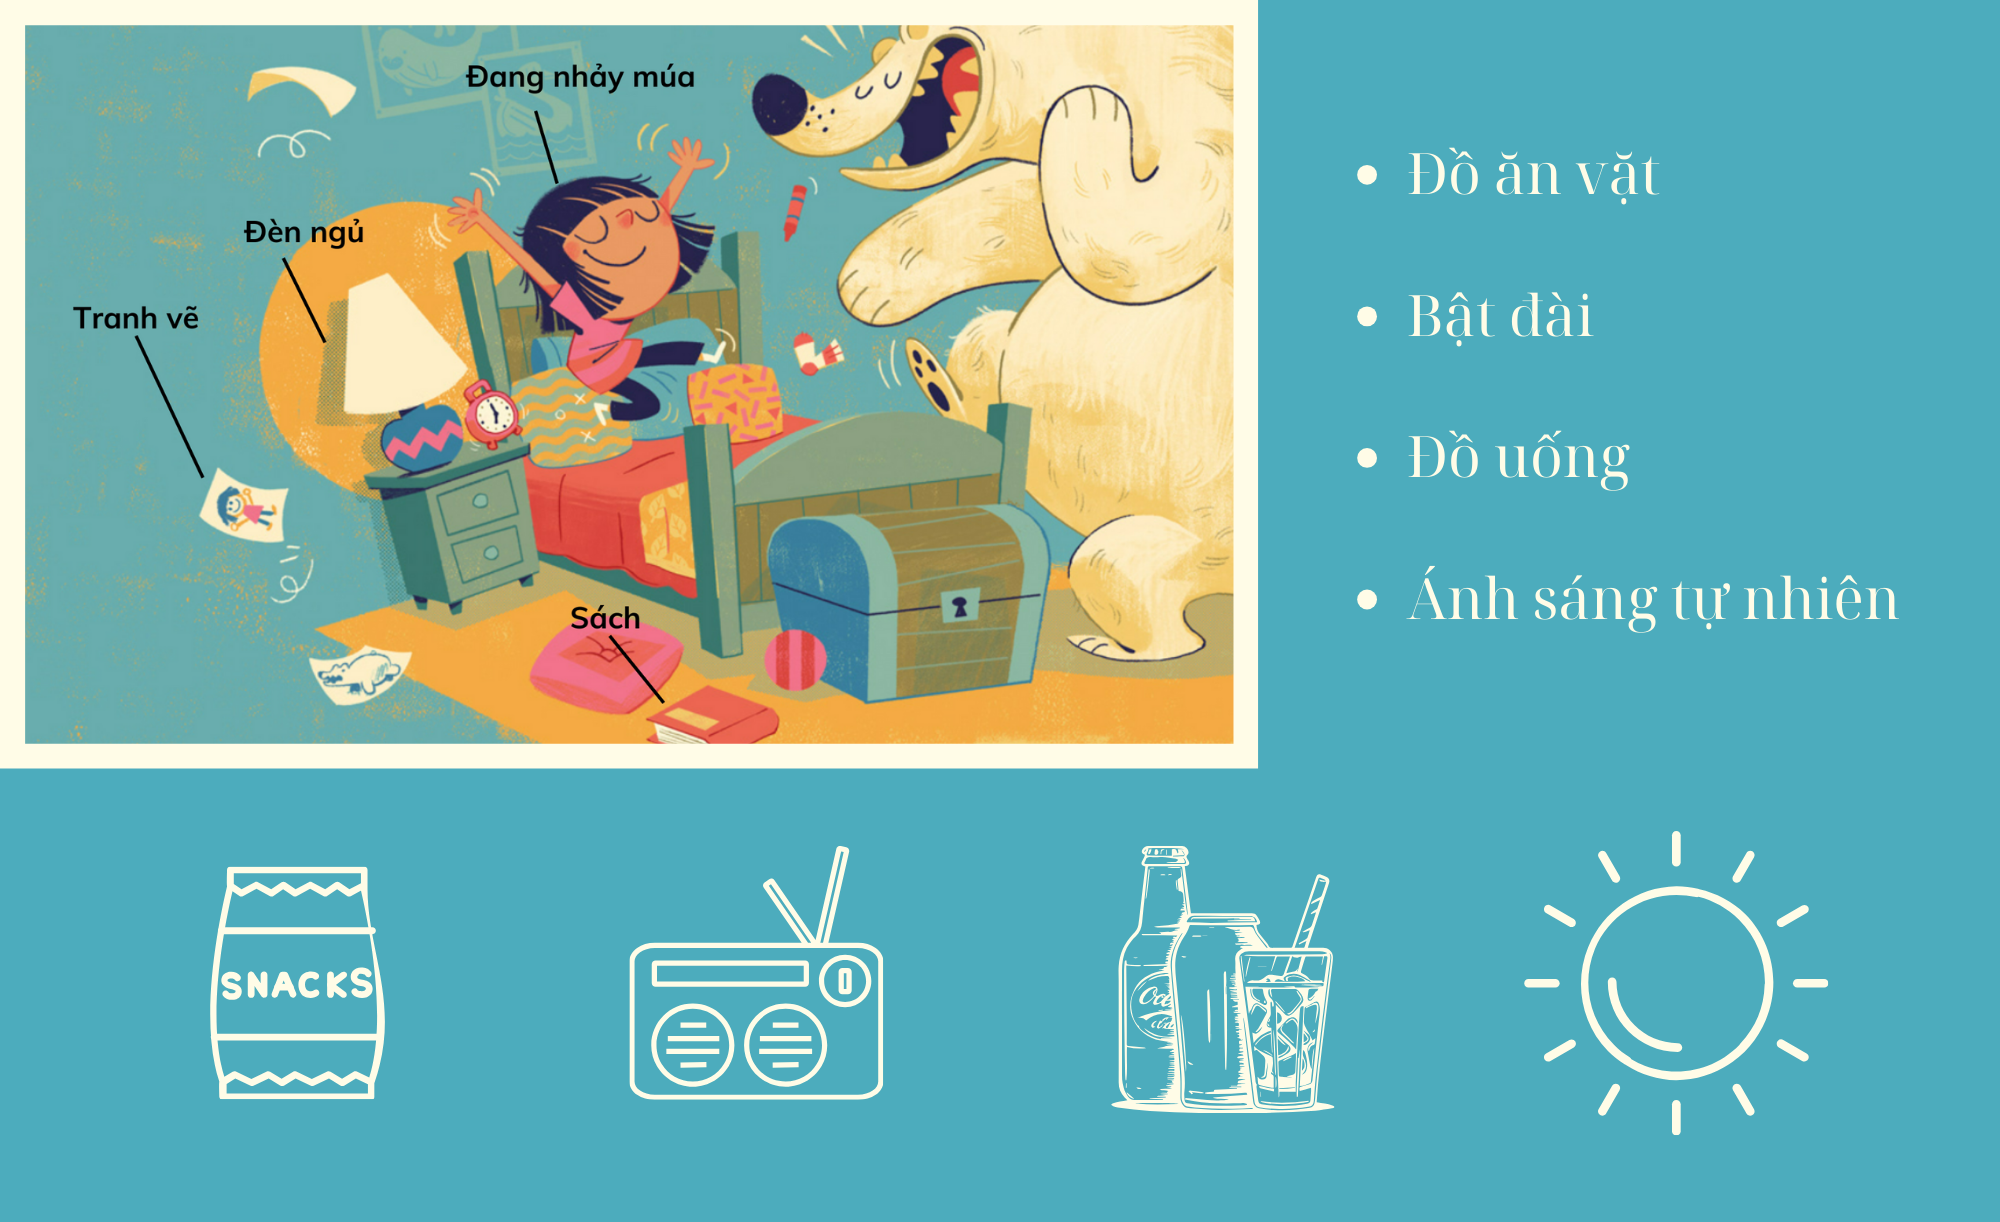 Đang nhảy múa
Đèn ngủ
Tranh vẽ
Sách
• Đồ ăn vặt
• Bật đài
• Đồ uống
• Ánh sáng tự nhiên
SNACKS